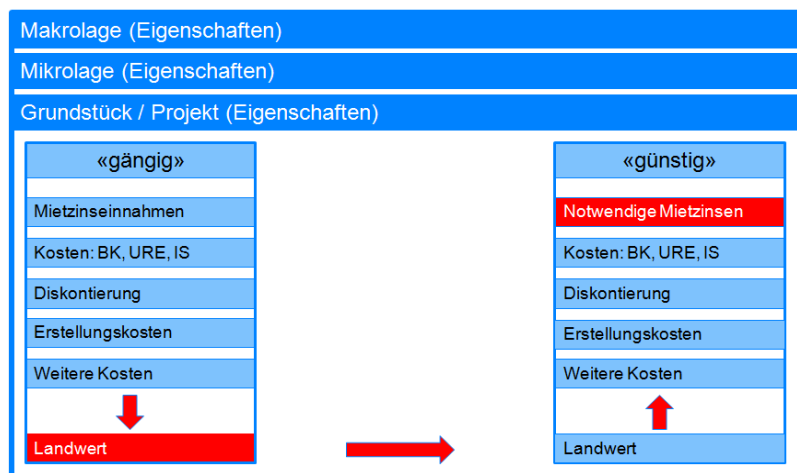 Makrolage (Eigenschaften)
Mikrolage (Eigenschaften)
Grundstück / Projekt (Eigenschaften)
«gängig»
Mietzinseinnahmen
Kosten: BK, URE, IS
Diskontierung
Erstellungskosten
Weitere Kosten
Landwert
«günstig»
Notwendige Mietzinsen
Kosten: BK, URE, IS
Diskontierung
Erstellungskosten
Weitere Kosten
Landwert